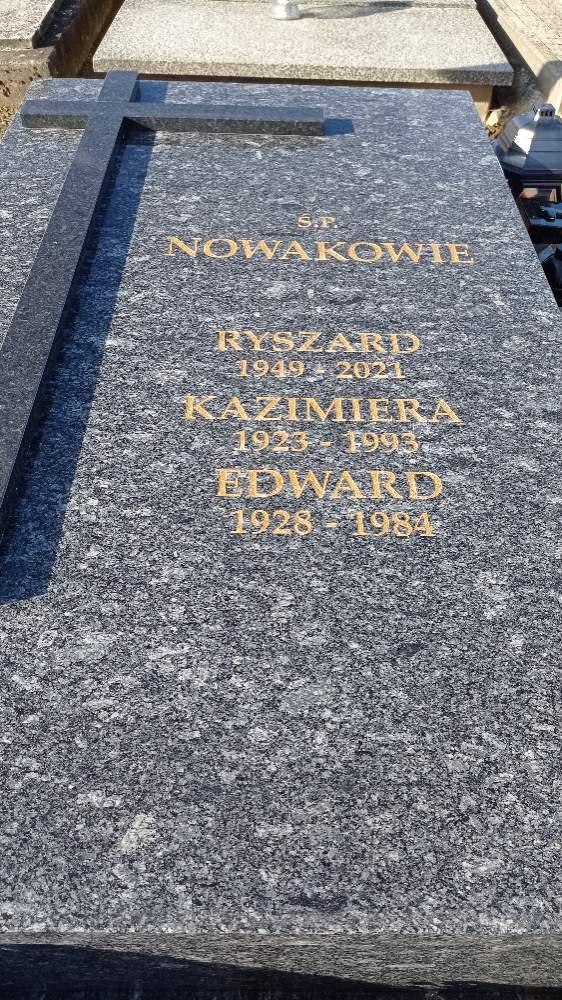 Ś.P.
NOWAKOWIE
RYSZARD
1949 - 2021
KAZIMIERA
1923 - 1993
EDWARD
1928 - 1984